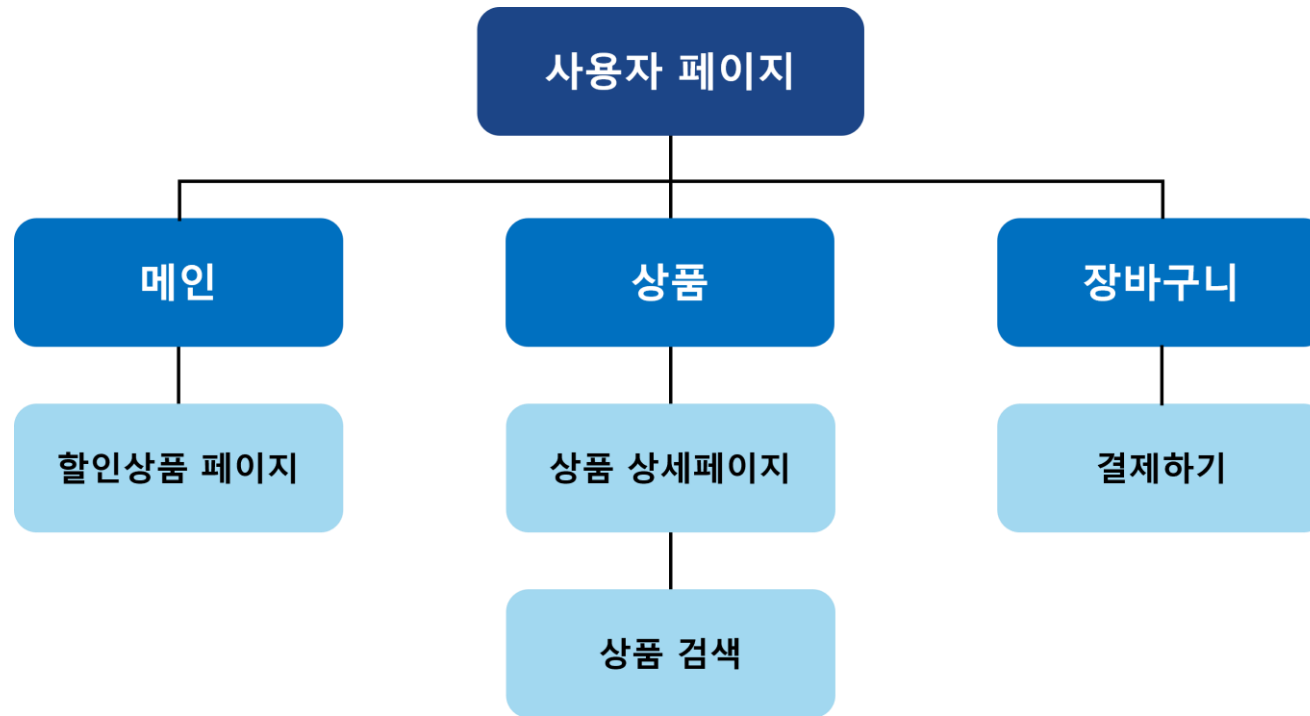 사용자 페이지
메인
상품
장바구니
할인상품 페이지
상품 상세페이지
결제하기
상품 검색